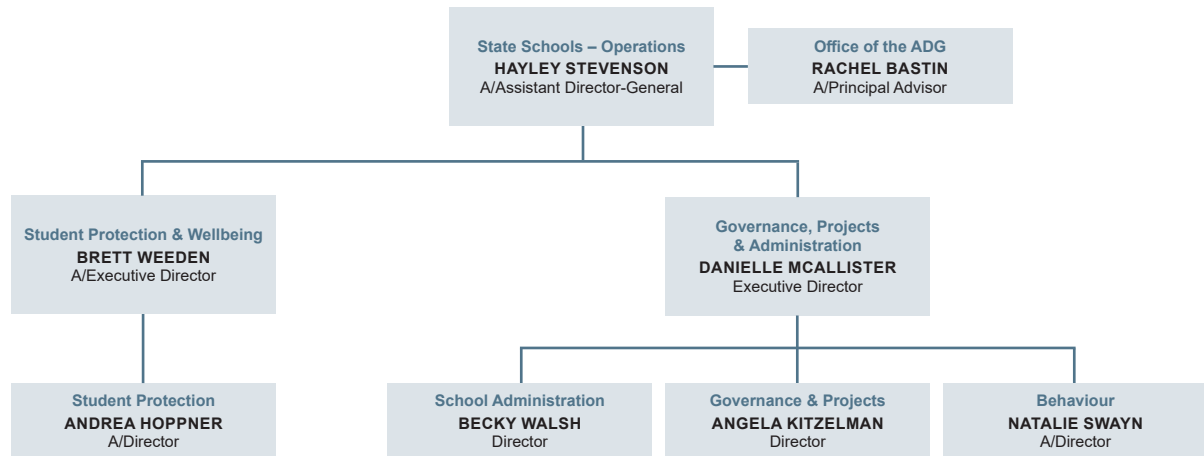 State Schools – Operations
HAYLEY STEVENSON
A/Assistant Director-General
Office of the ADG
RACHEL BASTIN
A/Principal Advisor
Student Protection & Wellbeing
BRETT WEEDEN
A/Executive Director
Governance, Projects
& Administration
DANIELLE MCALLISTER
Executive Director
Student Protection
ANDREA HOPPNER
A/Director
School Administration
BECKY WALSH
Director
Governance & Projects
ANGELA KITZELMAN
Director
Behaviour
NATALIE SWAYN
A/Director